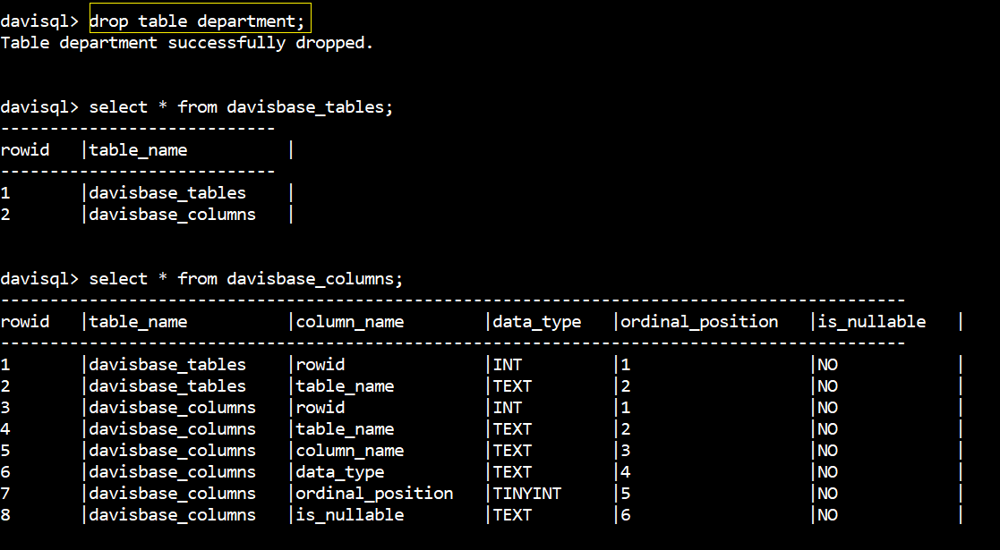 davisql> drop table department;
Table department successfully dropped.
davisql> select * from davisbase_tables;
----------------------------
rowid   |table_name          |
----------------------------
1       |davisbase_tables    |
2       |davisbase_columns   |
davisql> select * from davisbase_columns;
--------------------------------------------------------------------------------------------
rowid   |table_name          |column_name        |data_type   |ordinal_position   |is_nullable   |
--------------------------------------------------------------------------------------------
1       |davisbase_tables    |rowid              |INT         |1                  |NO            |
2       |davisbase_tables    |table_name         |TEXT        |2                  |NO            |
3       |davisbase_columns   |rowid              |INT         |1                  |NO            |
4       |davisbase_columns   |table_name         |TEXT        |2                  |NO            |
5       |davisbase_columns   |column_name        |TEXT        |3                  |NO            |
6       |davisbase_columns   |data_type          |TEXT        |4                  |NO            |
7       |davisbase_columns   |ordinal_position   |TINYINT     |5                  |NO            |
8       |davisbase_columns   |is_nullable        |TEXT        |6                  |NO            |